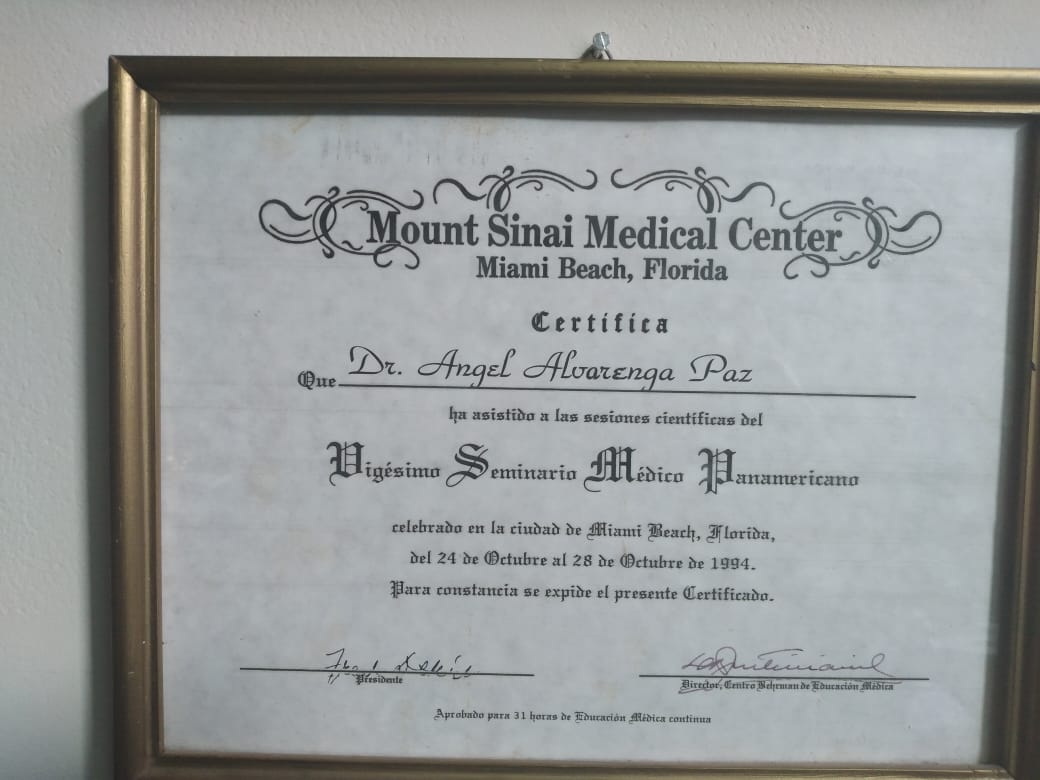 Mount Sinai Medical Center
Miami Beach, Florida
Certifica
Que Dr. Angel Alvarenga Paz
ha asistido a las sesiones científicas del
Vigésimo Seminario Médico Panamericano
celebrado en la ciudad de Miami Beach, Florida,
del 24 de Octubre al 28 de Octubre de 1994.
Para constancia se expide el presente Certificado.
Presidente
Director, Centro Behrman de Educación Médica
Aprobado para 31 horas de Educación Médica continua